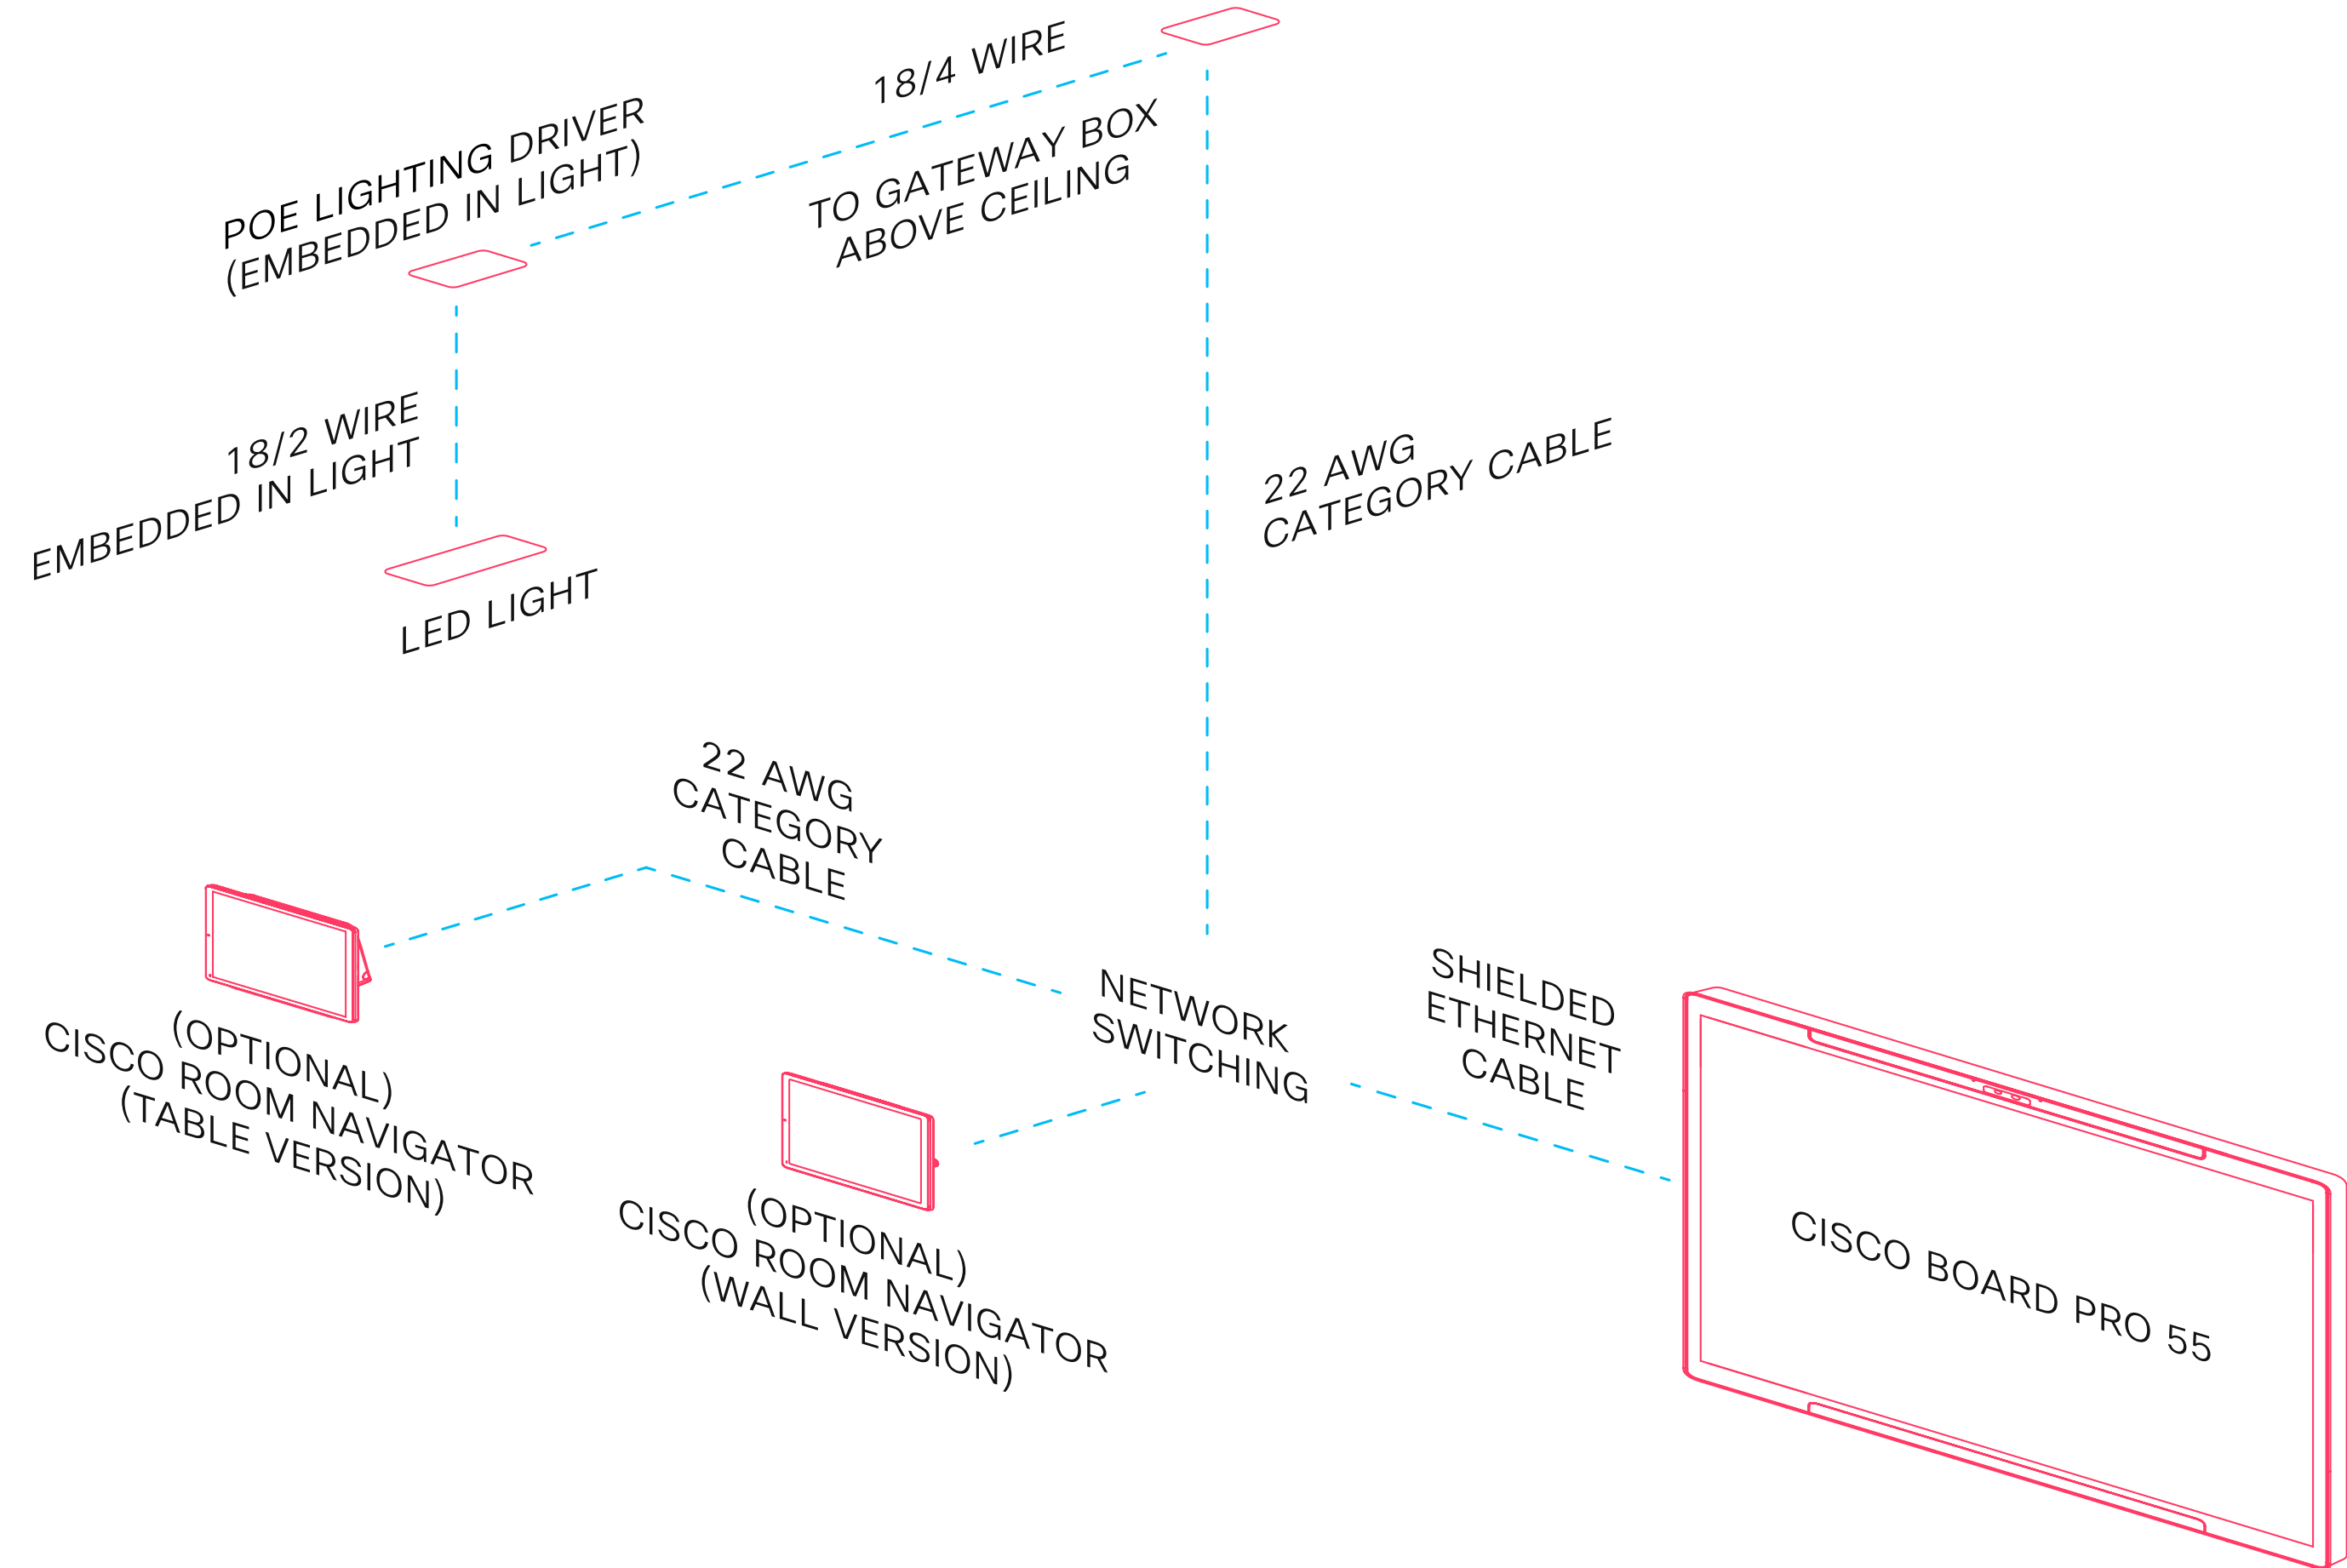 18/4 WIRE
POE LIGHTING DRIVER
(EMBEDDED IN LIGHT)
TO GATEWAY BOX
ABOVE CEILING
18/2 WIRE
EMBEDDED IN LIGHT
22 AWG
CATEGORY CABLE
LED LIGHT
22 AWG
CATEGORY
CABLE
NETWORK
SWITCHING
SHIELDED
ETHERNET
CABLE
(OPTIONAL)
CISCO ROOM NAVIGATOR
(TABLE VERSION)
(OPTIONAL)
CISCO ROOM NAVIGATOR
(WALL VERSION)
CISCO BOARD PRO 55